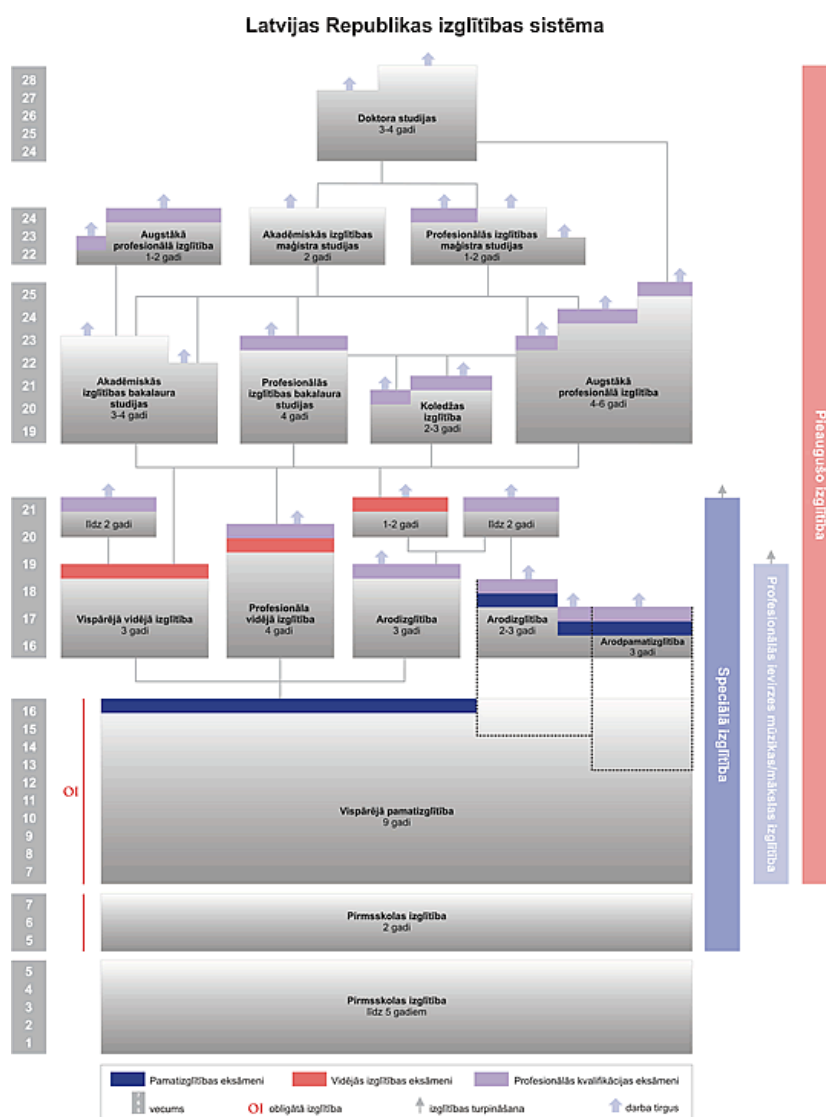 Latvijas Republikas izglītības sistēma
28
27
26
25
24
Doktora studijas
3-4 gadi
24
23
22
Augstākā
profesionālā izglītība
1-2 gadi
Akadēmiskās izglītības
maģistra studijas
2 gadi
Profesionālās izglītības
maģistra studijas
1-2 gadi
25
24
23
22
21
20
19
Akadēmiskās
izglītības bakalaura
studijas
3-4 gadi
Profesionālās
izglītības bakalaura
studijas
4 gadi
Koledžas
izglītība
2-3 gadi
Augstākā
profesionālā izglītība
4-6 gadi
21
20
19
18
17
16
līdz 2 gadi
1-2 gadi
līdz 2 gadi
Vispārējā vidējā izglītība
3 gadi
Profesionāla
vidējā izglītība
4 gadi
Arodizglītība
3 gadi
Arodizglītība
2-3 gadi
Arodpamatizglītība
3 gadi
16
15
14
13
12
11
10
9
8
7
OI
Vispārējā pamatizglītība
9 gadi
7
6
5
Pirmsskolas izglītība
2 gadi
5
4
3
2
1
Pirmsskolas izglītība
līdz 5 gadiem
Speciālā izglītība
Profesionālās ievirzes mūzikas/mākslas izglītība
Pieaugušo izglītība
Pamatizglītības eksāmeni
Vidējās izglītības eksāmeni
Profesionālās kvalifikācijas eksāmeni
vecums
OI obligātā izglītība
izglītības turpināšana
darba tirgus